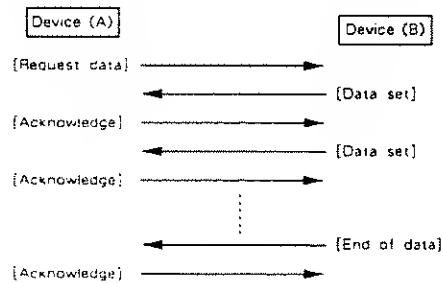 Device (A)
Device (B)
[Request data]
[Data set]
[Acknowledge]
[Data set]
[Acknowledge]
[End of data]
[Acknowledge]